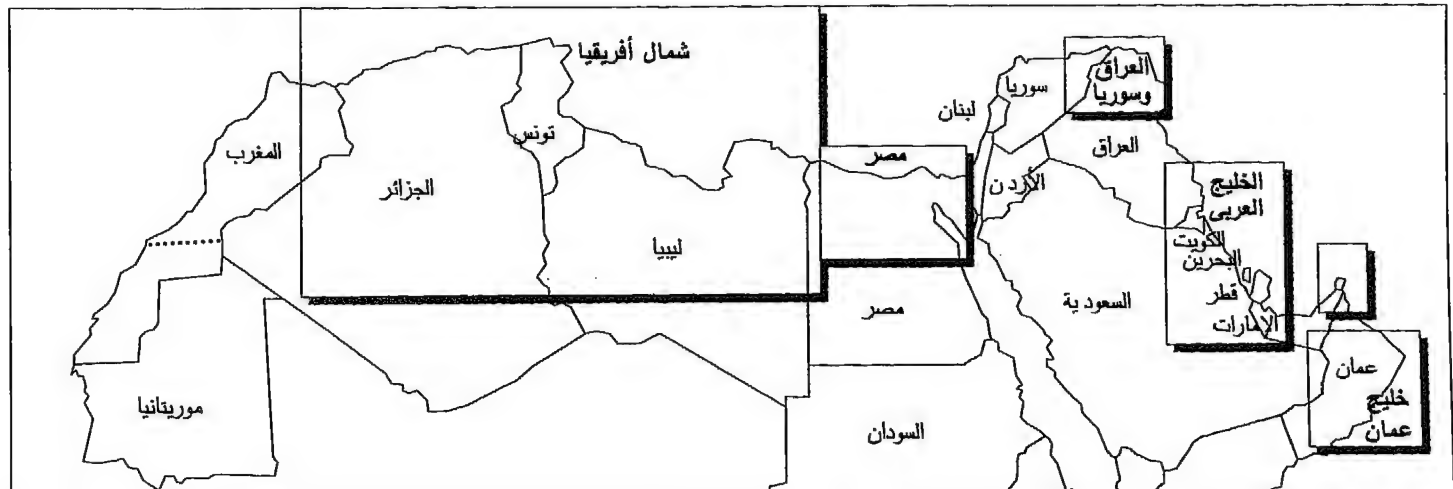 شمال أفريقيا
المغرب
الجزائر
تونس
ليبيا
موريتانيا
مصر
مصر
السودان
لبنان
سوريا
العراق
وسوريا
العراق
الأردن
السعودية
الخليج
العربى
الكويت
البحرين
قطر
الإمارات
عمان
خليج
عمان